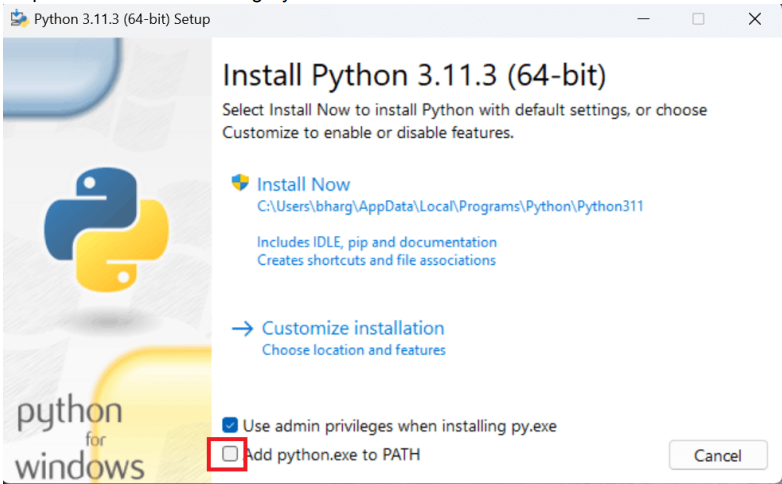 Python 3.11.3 (64-bit) Setup
Install Python 3.11.3 (64-bit)
Select Install Now to install Python with default settings, or choose
Customize to enable or disable features.
Install Now
C:\Users\bharg\AppData\Local\Programs\Python\Python311
Includes IDLE, pip and documentation
Creates shortcuts and file associations
Customize installation
Choose location and features
python
for
windows
Use admin privileges when installing py.exe
Add python.exe to PATH
Cancel